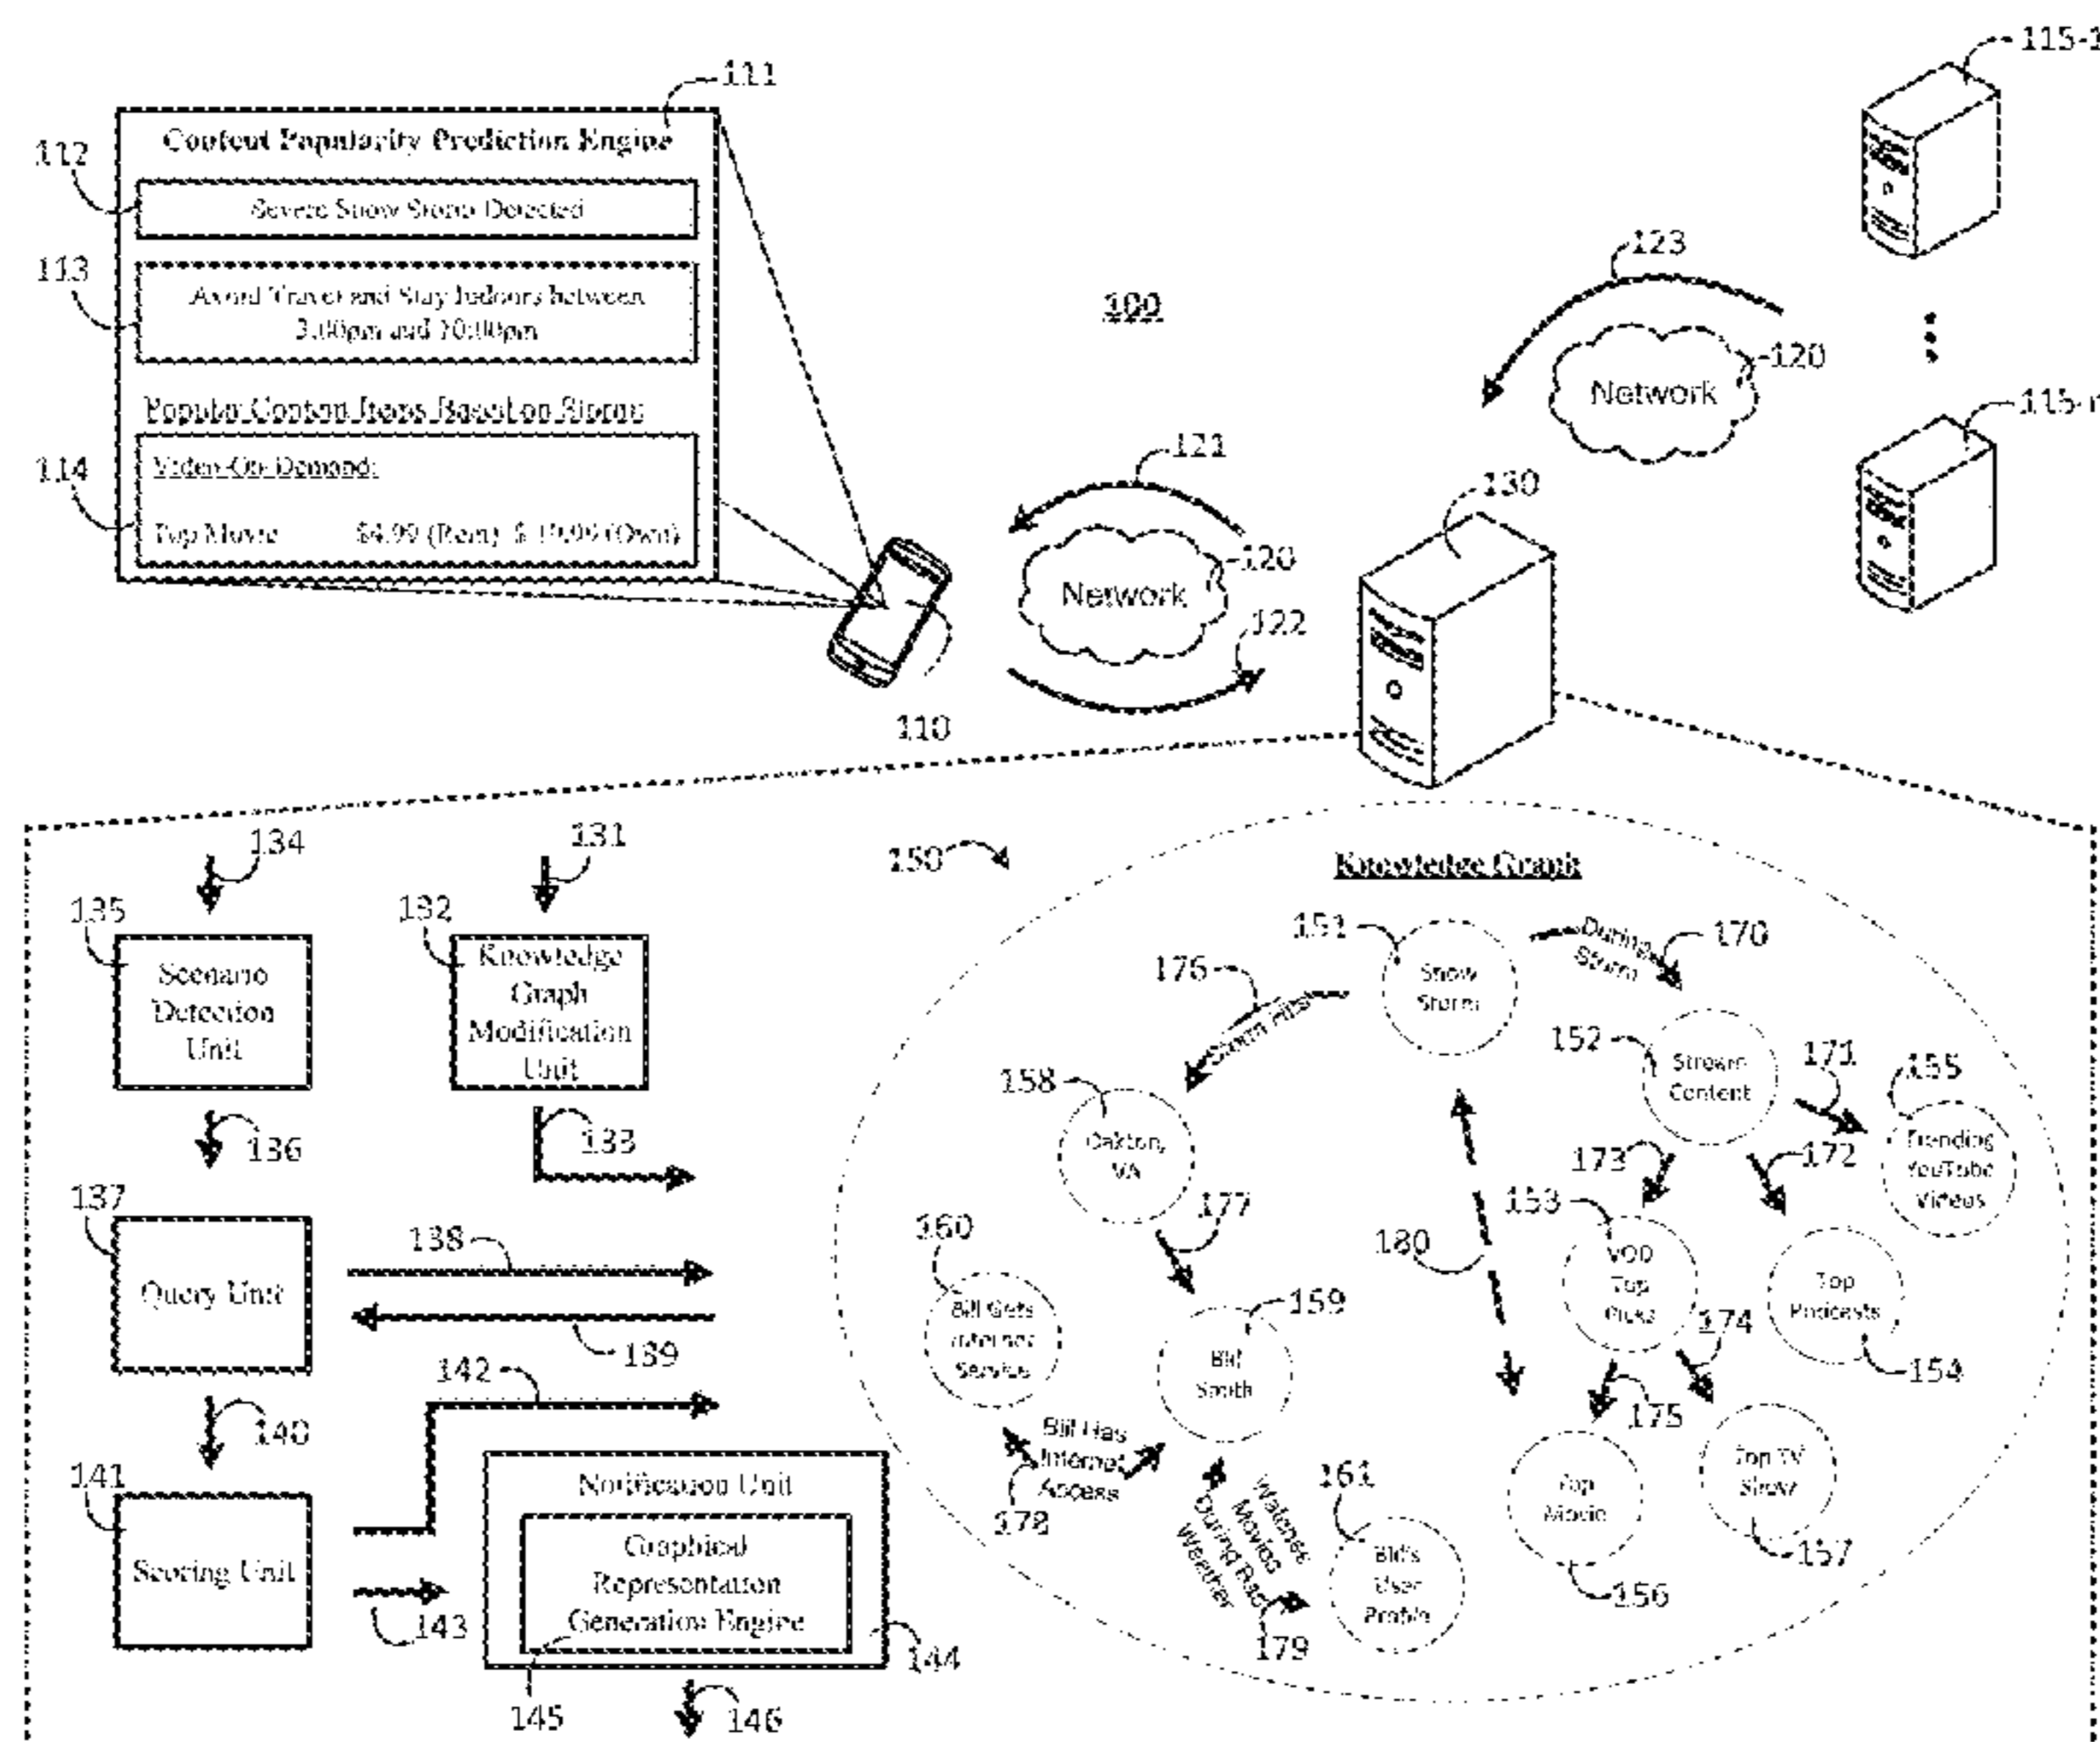 111
115-1
Content Popularity Prediction Engine
112
Severe Snow Storm Detected
113
Avoid Travel and Stay Indoors between
3:00pm and 10:00pm
Popular Content Items Based on Storm:
114
Video-On-Demand:
Top Movie $4.99 (Rent) $ 19.99 (Own)
100
123
120
Network
115-n
121
120
Network
122
130
110
134
135
Scenario
Detection
Unit
136
131
132
Knowledge
Graph
Modification
Unit
133
137
Query Unit
138
139
140
142
141
Scoring Unit
143
Notification Unit
Graphical
Representation
Generation Engine
144
145
146
150
Knowledge Graph
151
Snow
Storm
During
Storm
170
176
Storm Hits
152
Stream
Content
171
155
Trending
YouTube
Videos
158
Oakton,
VA
173
172
153
VOD
Top
Picks
177
160
Bill Gets
Internet
Service
159
Bill
Smith
180
Top
Podcasts
174
154
175
Bill Has
Internet
Access
178
Watches
Movies
During Bad
Weather
161
Bill's
User
Profile
179
Top
Movie
156
Top TV
Show
157